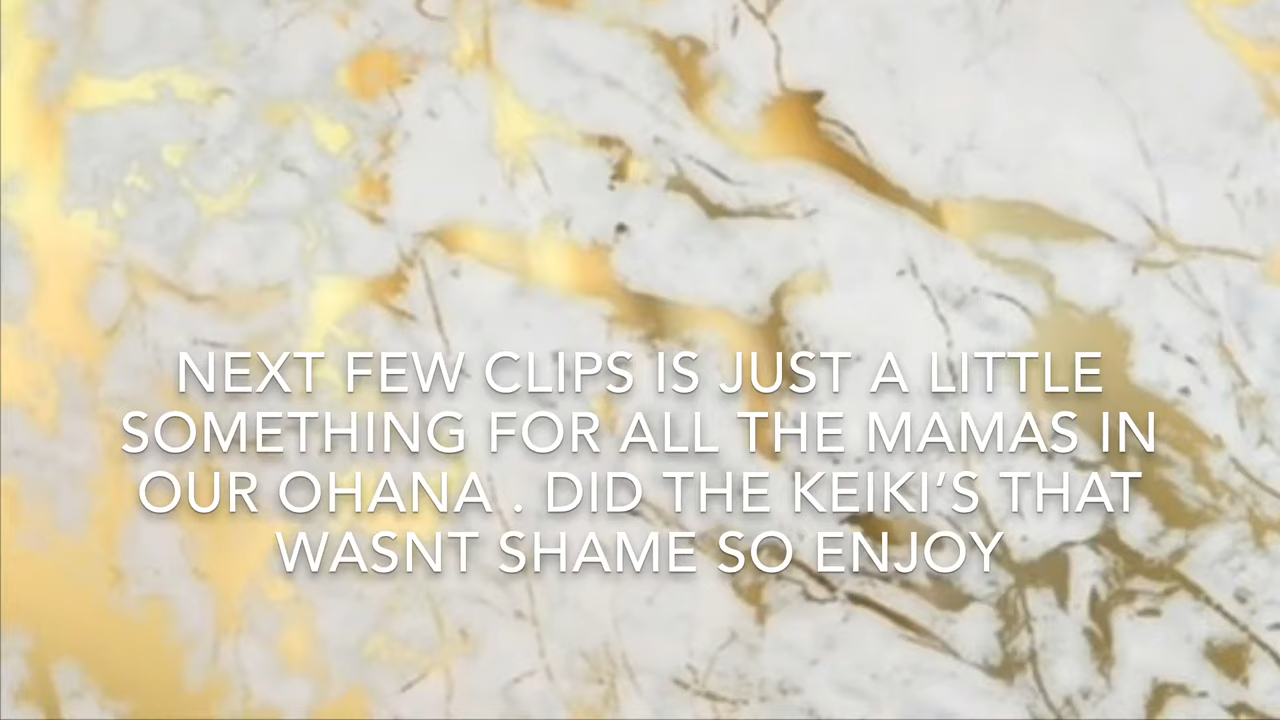 NEXT FEW CLIPS IS JUST A LITTLE
SOMETHING FOR ALL THE MAMAS IN
OUR OHANA . DID THE KEIKI’S THAT
WASNT SHAME SO ENJOY